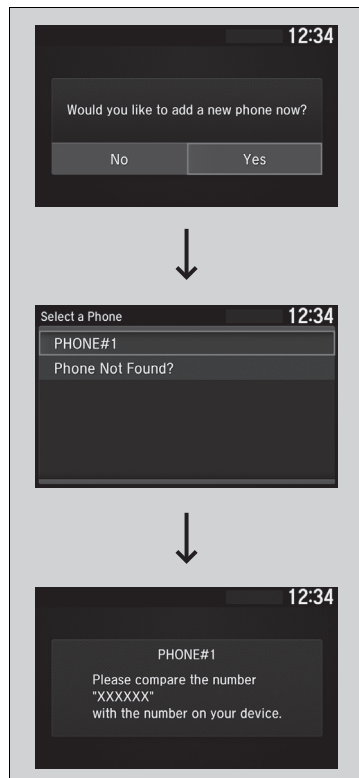 12:34
Would you like to add a new phone now?
No Yes
Select a Phone 12:34
PHONE#1
Phone Not Found?
12:34
PHONE#1
Please compare the number
"XXXXXX"
with the number on your device.